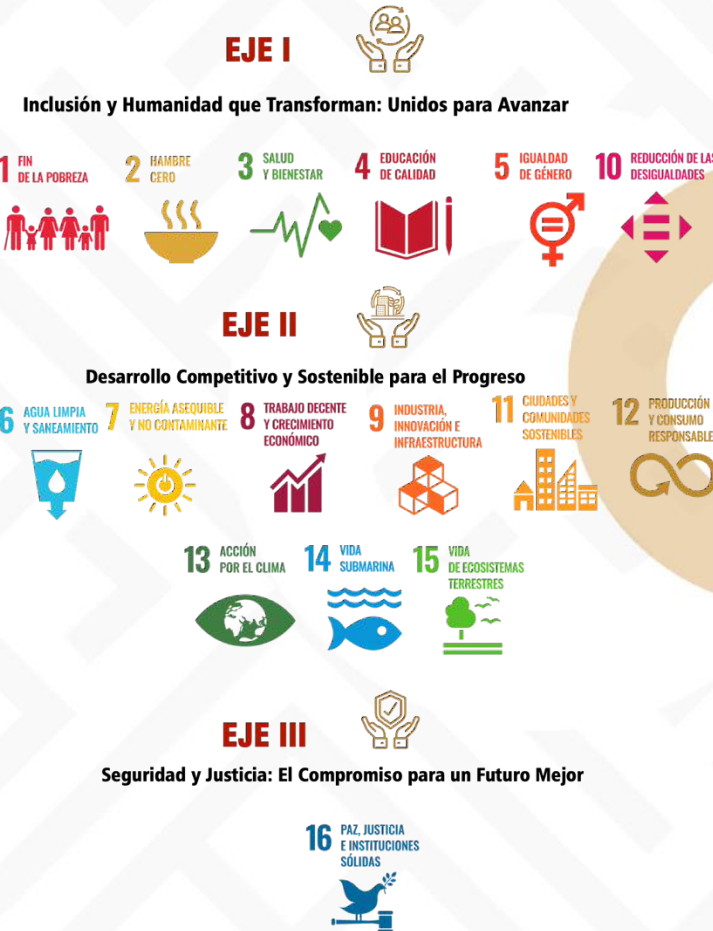 EJE I
Inclusión y Humanidad que Transforman: Unidos para Avanzar
1 FIN
DE LA POBREZA
2 HAMBRE
CERO
3 SALUD
Y BIENESTAR
4 EDUCACIÓN
DE CALIDAD
5 IGUALDAD
DE GÉNERO
10 REDUCCIÓN DE LAS
DESIGUALDADES
EJE II
Desarrollo Competitivo y Sostenible para el Progreso
6 AGUA LIMPIA
Y SANEAMIENTO
7 ENERGÍA ASEQUIBLE
Y NO CONTAMINANTE
8 TRABAJO DECENTE
Y CRECIMIENTO
ECONÓMICO
9 INDUSTRIA,
INNOVACIÓN E
INFRAESTRUCTURA
11 CIUDADES Y
COMUNIDADES
SOSTENIBLES
12 PRODUCCIÓN
Y CONSUMO
RESPONSABLE
13 ACCIÓN
POR EL CLIMA
14 VIDA
SUBMARINA
15 VIDA
DE ECOSISTEMAS
TERRESTRES
EJE III
Seguridad y Justicia: El Compromiso para un Futuro Mejor
16 PAZ, JUSTICIA
E INSTITUCIONES
SÓLIDAS